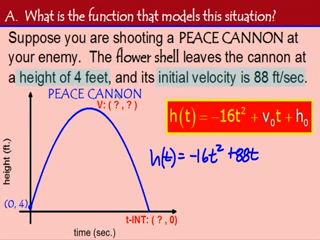 A. What is the function that models this situation?
Suppose you are shooting a PEACE CANNON at
your enemy. The flower shell leaves the cannon at
a height of 4 feet, and its initial velocity is 88 ft/sec.
PEACE CANNON
V: ( ? , ? )
h(t) = -16t² + v₀t + h₀
h(t) = -16t² + 88t
height (ft.)
(0, 4)
t-INT: ( ? , 0)
time (sec.)